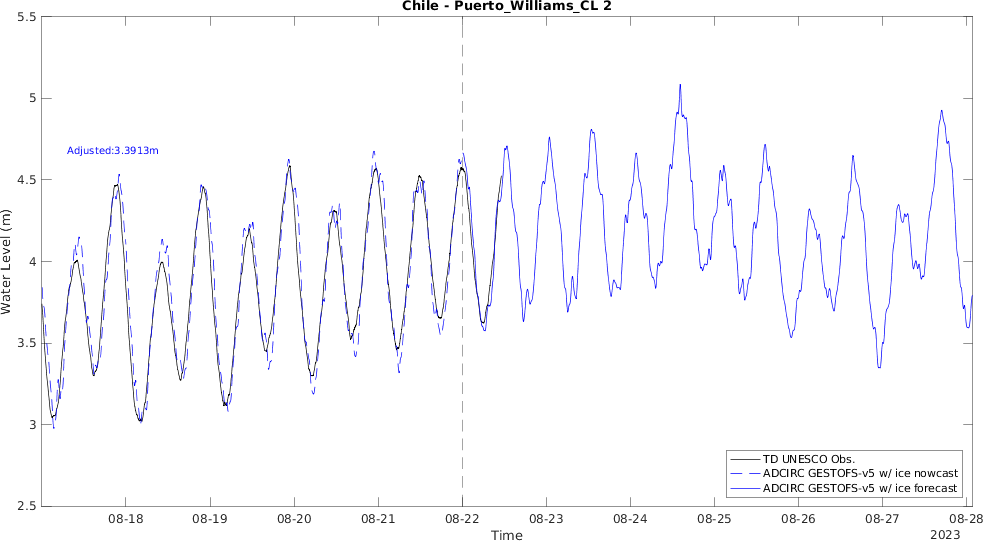 Chile - Puerto_Williams_CL 2
5.5
5
4.5
4
3.5
3
2.5
Water Level (m)
Adjusted:3.3913m
TD UNESCO Obs.
ADCIRC GESTOFS-v5 w/ ice nowcast
ADCIRC GESTOFS-v5 w/ ice forecast
08-18 08-19 08-20 08-21 08-22 08-23 08-24 08-25 08-26 08-27 08-28
Time
2023